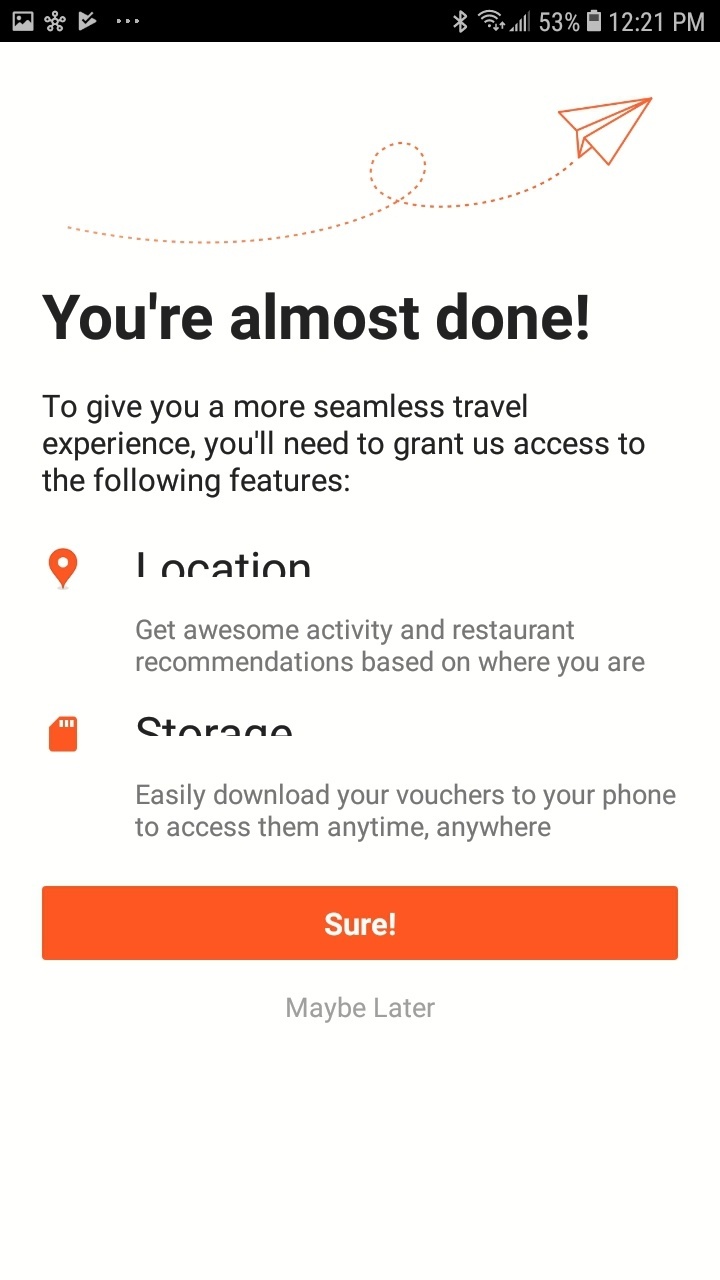 53% 12:21 PM
You're almost done!
To give you a more seamless travel
experience, you'll need to grant us access to
the following features:
Location
Get awesome activity and restaurant
recommendations based on where you are
Storage
Easily download your vouchers to your phone
to access them anytime, anywhere
Sure!
Maybe Later